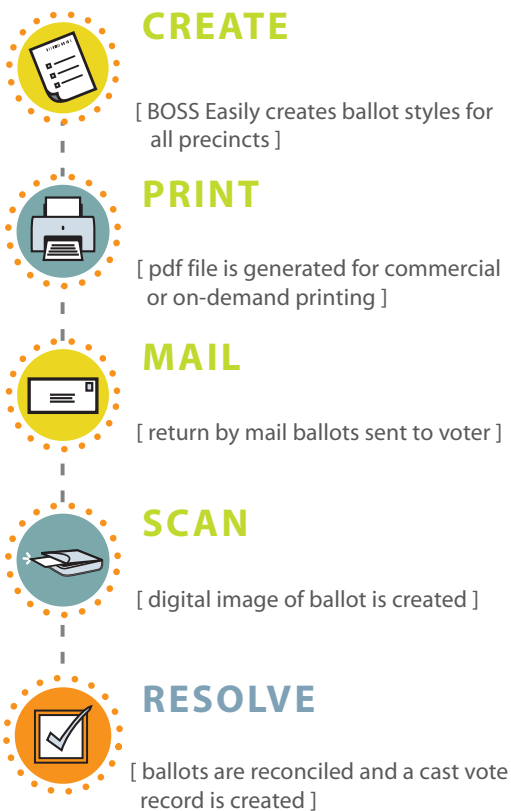 CREATE
[ BOSS Easily creates ballot styles for
all precincts ]
PRINT
[ pdf file is generated for commercial
or on-demand printing ]
MAIL
[ return by mail ballots sent to voter ]
SCAN
[ digital image of ballot is created ]
RESOLVE
[ ballots are reconciled and a cast vote
record is created ]